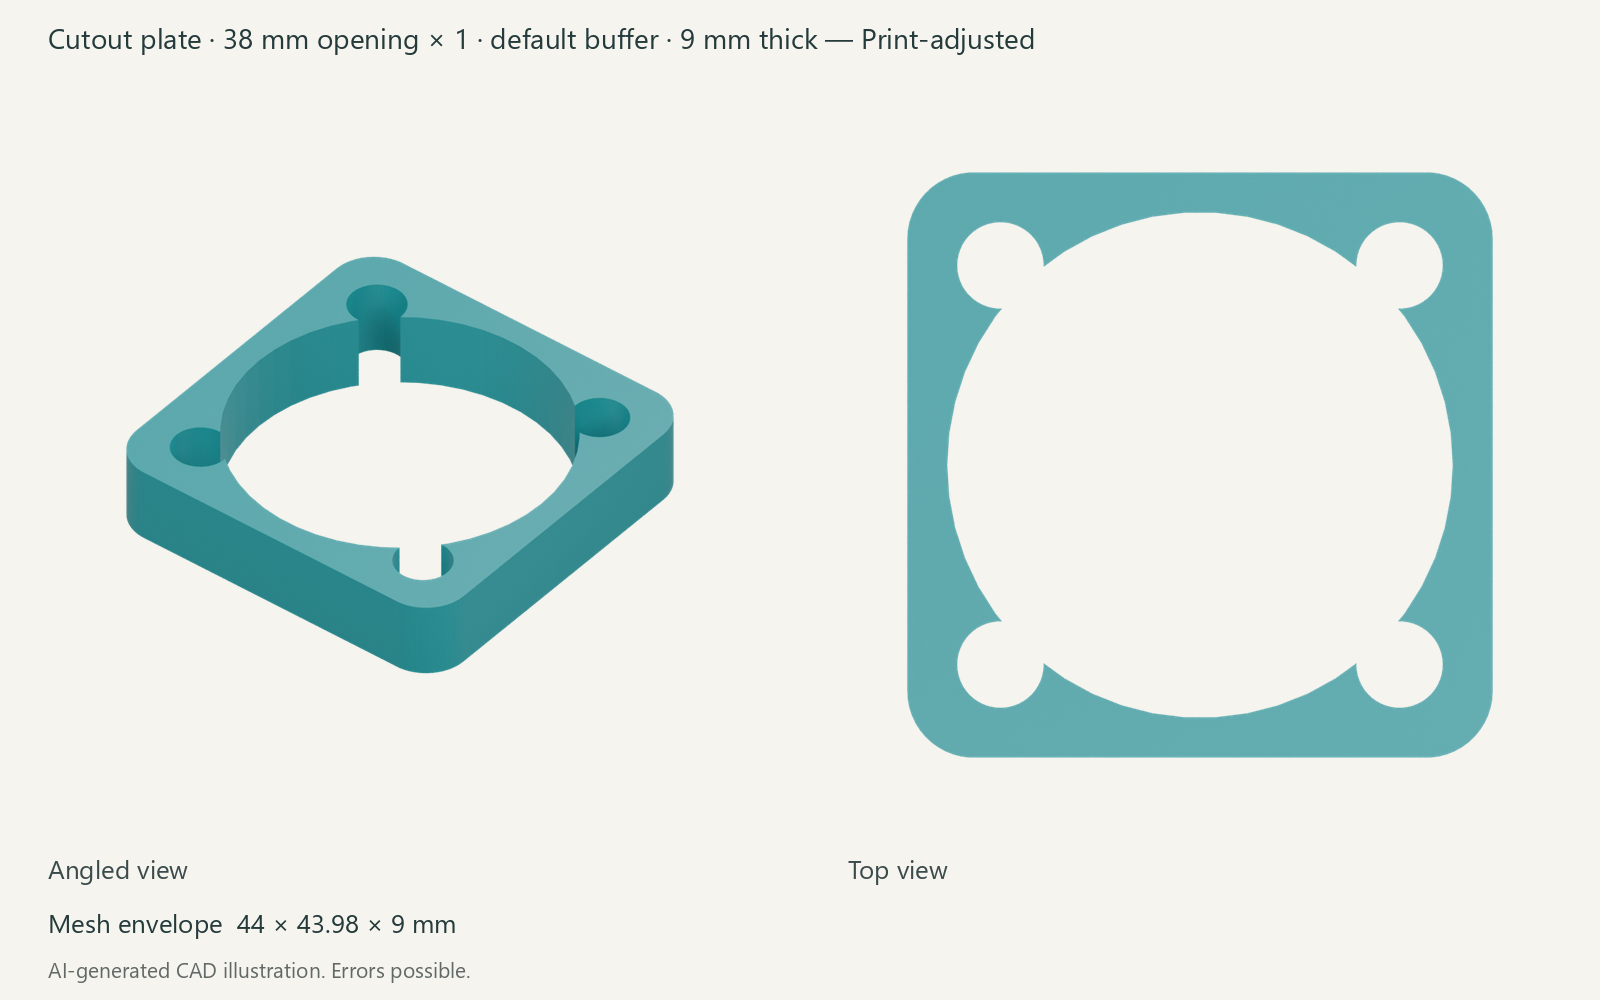 Cutout plate · 38 mm opening × 1 · default buffer · 9 mm thick — Print-adjusted
Angled view
Top view
Mesh envelope 44 × 43.98 × 9 mm
AI-generated CAD illustration. Errors possible.